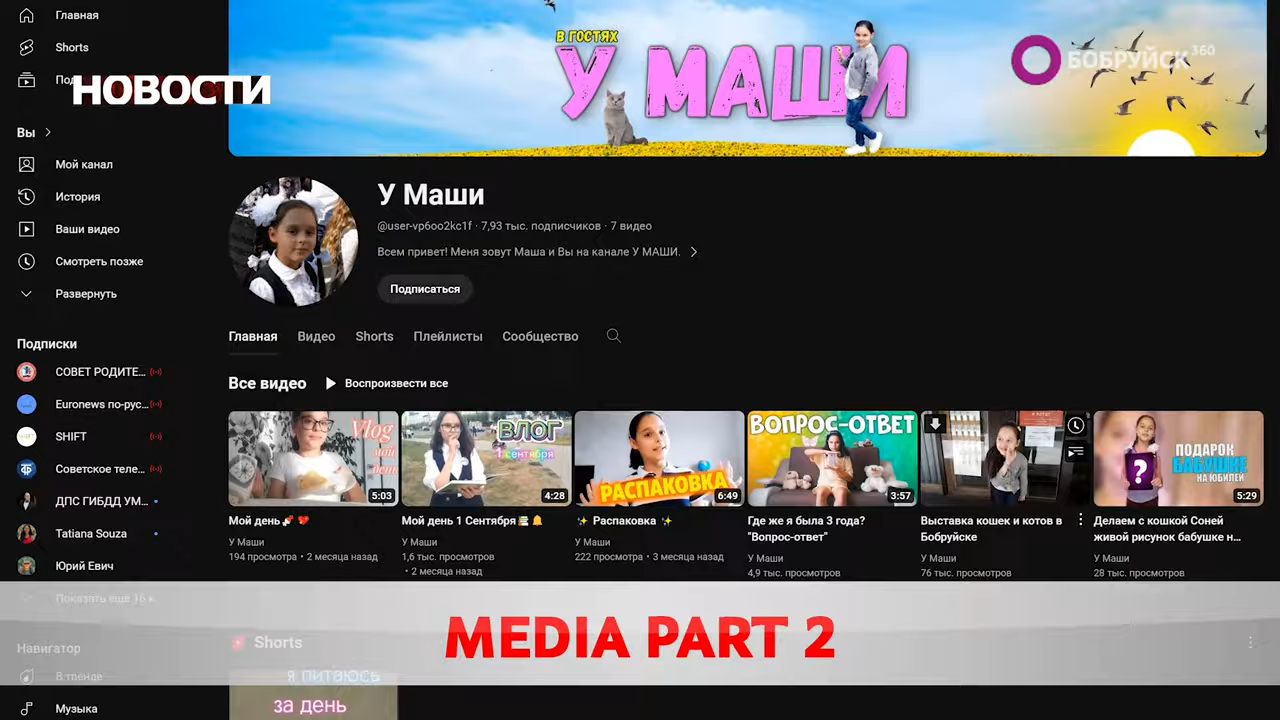 Главная
Shorts
НОВОСТИ
Вы
Мой канал
История
Ваши видео
Смотреть позже
Развернуть
Подписки
СОВЕТ РОДИТЕ...
Euronews по-рус...
SHIFT
Советское теле...
ДПС ГИБДД УМ...
Tatiana Souza
Юрий Евич
Показать ещё 16 к
Навигатор
В тренде
Музыка
В ГОСТЯХ
У МАШИ
БОБРУЙСК 360
У Маши
@user-vp6oo2kc1f · 7,93 тыс. подписчиков · 7 видео
Всем привет! Меня зовут Маша и Вы на канале У МАШИ.
Подписаться
Главная Видео Shorts Плейлисты Сообщество
Все видео Воспроизвести все
Vlog
мой
день
5:03
ВЛОГ
1 сентября
4:28
РАСПАКОВКА
6:49
ВОПРОС-ОТВЕТ
3:57
?
ПОДАРОК
БАБУШКЕ
НА ЮБИЛЕЙ
5:29
Мой день
У Маши
194 просмотра • 2 месяца назад
Мой день 1 Сентября
У Маши
1,6 тыс. просмотров
• 2 месяца назад
Распаковка
У Маши
222 просмотра • 3 месяца назад
Где же я была 3 года?
"Вопрос-ответ"
У Маши
4,9 тыс. просмотров
Выставка кошек и котов в
Бобруйске
У Маши
76 тыс. просмотров
Делаем с кошкой Соней
живой рисунок бабушке н...
У Маши
28 тыс. просмотров
MEDIA PART 2
Shorts
я питаюсь
за день